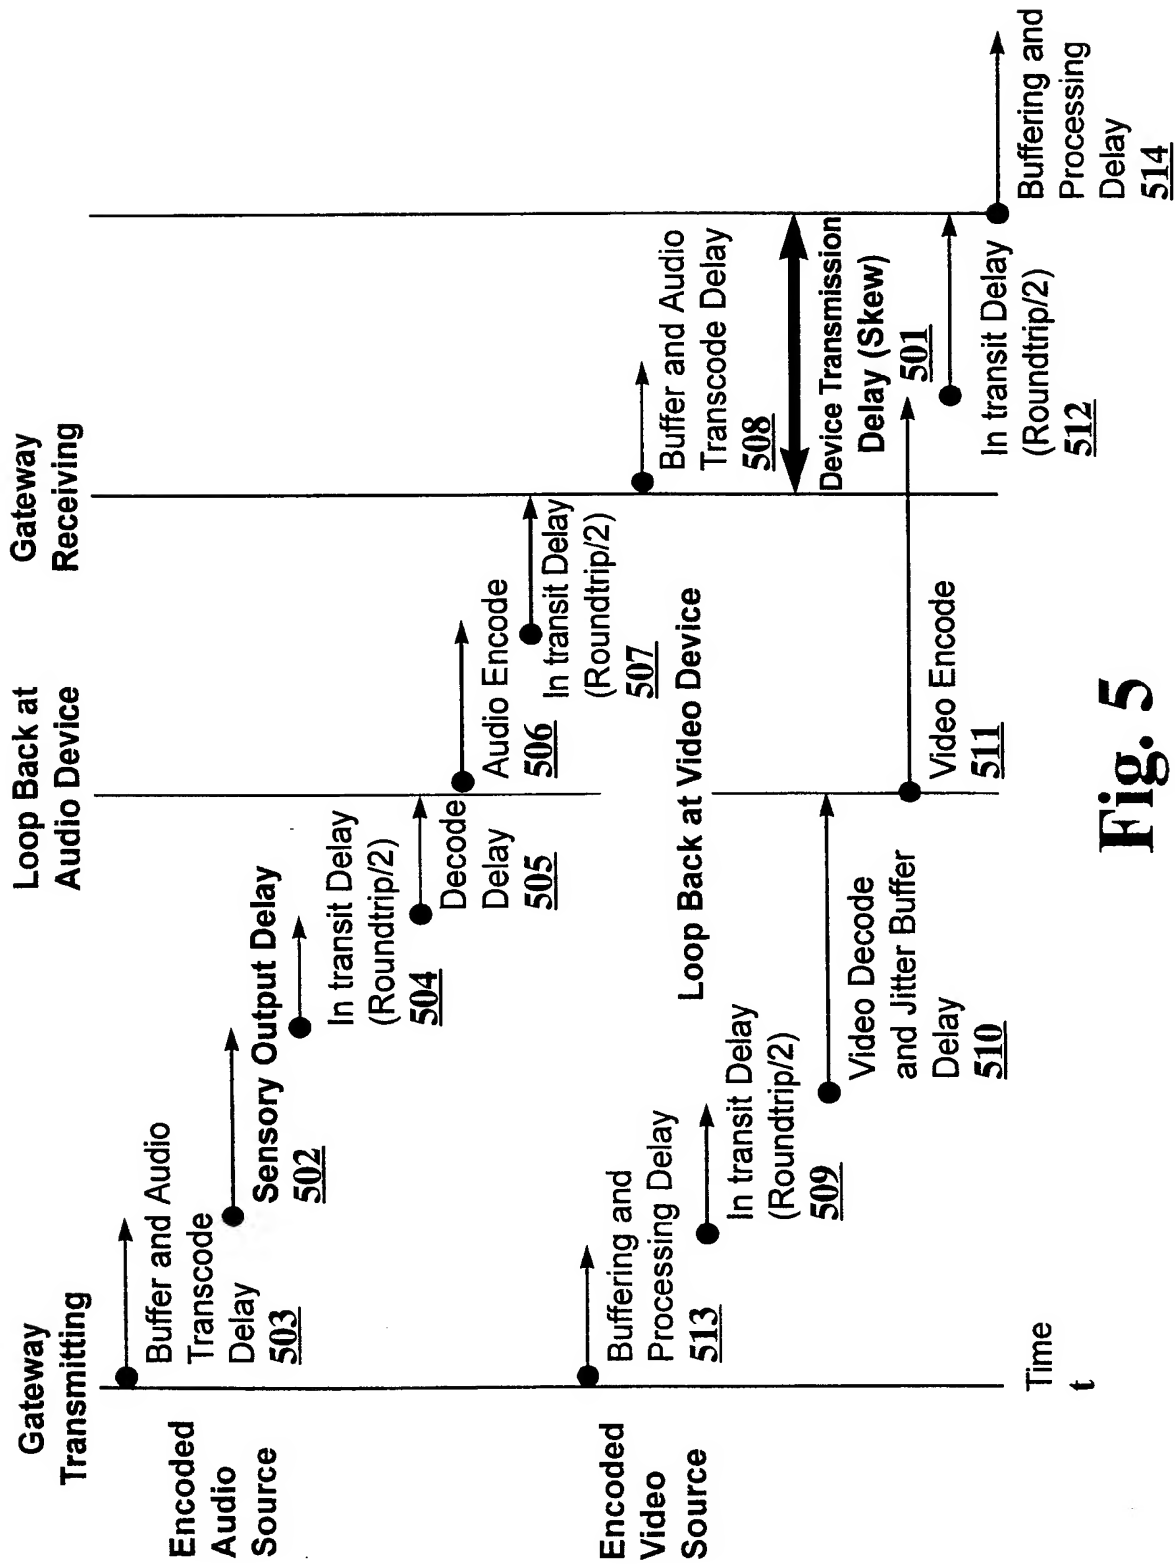 Gateway
Transmitting
Loop Back at
Audio Device
Gateway
Receiving
Encoded
Audio
Source
Buffer and Audio
Transcode
Delay
503
Sensory Output Delay
502
In transit Delay
(Roundtrip/2)
504
Decode
Delay
505
Audio Encode
506
In transit Delay
(Roundtrip/2)
507
Buffer and Audio
Transcode Delay
508
Device Transmission
Delay (Skew)
501
Encoded
Video
Source
Buffering and
Processing Delay
513
In transit Delay
(Roundtrip/2)
509
Loop Back at Video Device
Video Decode
and Jitter Buffer
Delay
510
Video Encode
511
In transit Delay
(Roundtrip/2)
512
Buffering and
Processing
Delay
514
Time
t
Fig. 5